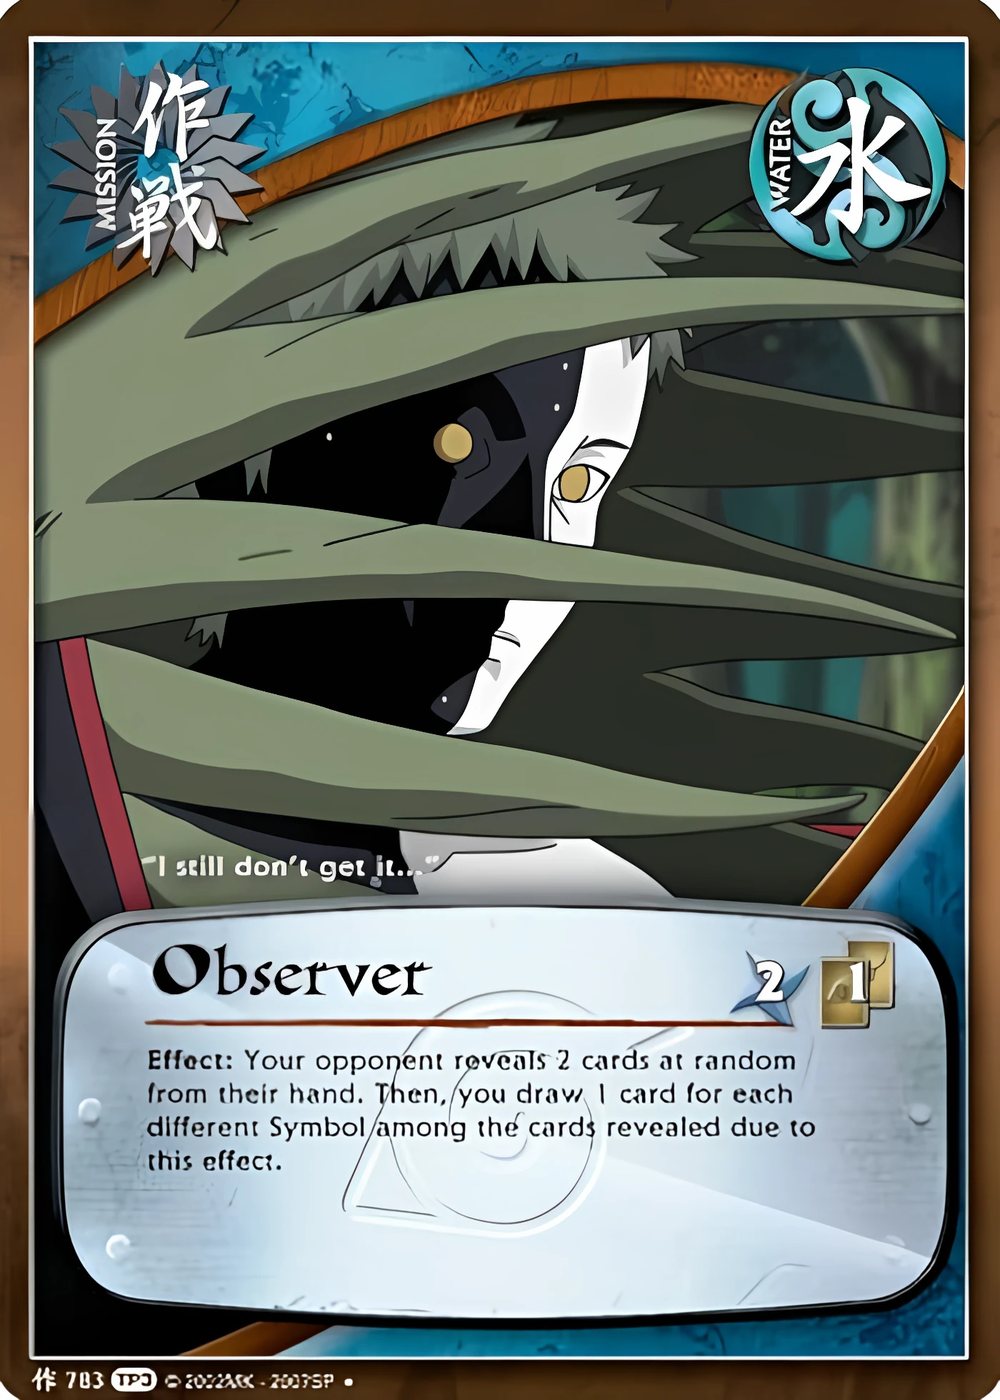 MISSION
作戦
WATER
水
"I still don't get it..."
Observer
2
1
Effect: Your opponent reveals 2 cards at random
from their hand. Then, you draw 1 card for each
different Symbol among the cards revealed due to
this effect.
作 783